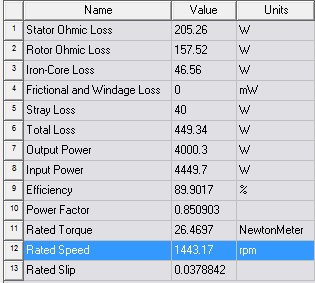 Name Value Units
1 Stator Ohmic Loss 205.26 W
2 Rotor Ohmic Loss 157.52 W
3 Iron-Core Loss 46.56 W
4 Frictional and Windage Loss 0 mW
5 Stray Loss 40 W
6 Total Loss 449.34 W
7 Output Power 4000.3 W
8 Input Power 4449.7 W
9 Efficiency 89.9017 %
10 Power Factor 0.850903
11 Rated Torque 26.4697 NewtonMeter
12 Rated Speed 1443.17 rpm
13 Rated Slip 0.0378842